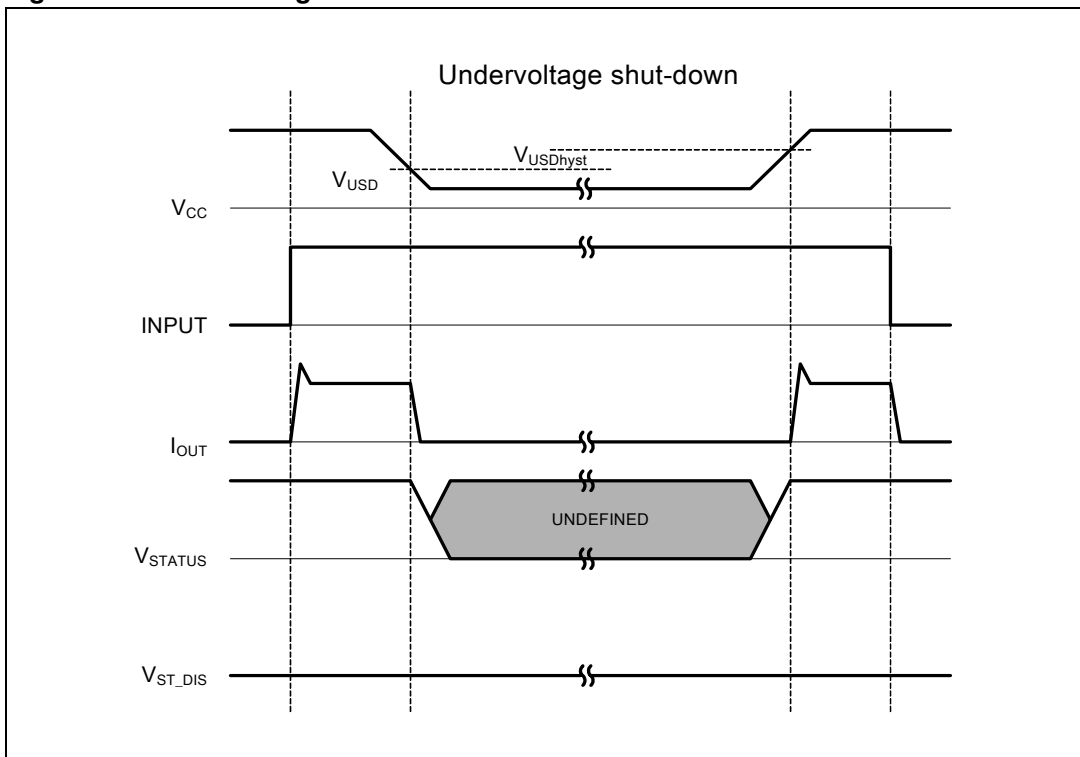 Undervoltage shut-down
VUSDhyst
VUSD
VCC
INPUT
IOUT
UNDEFINED
VSTATUS
VST_DIS